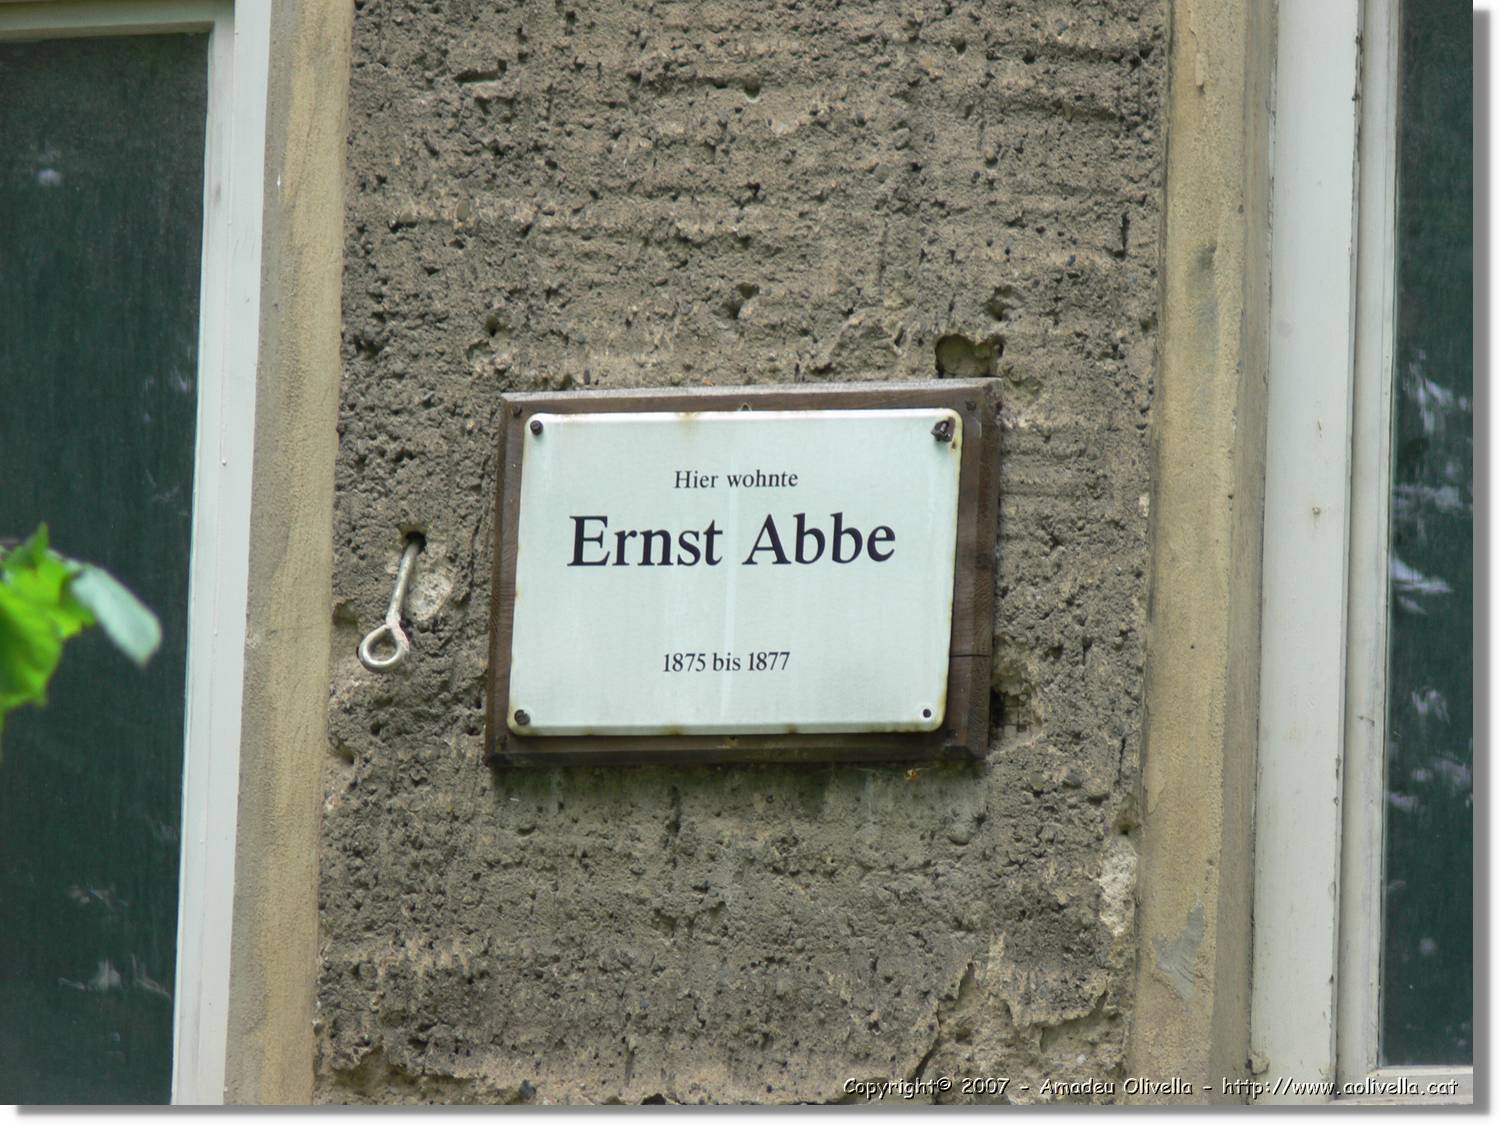 Hier wohnte
Ernst Abbe
1875 bis 1877
Copyright© 2007 - Amadeu Olivella - http://www.aolivella.cat